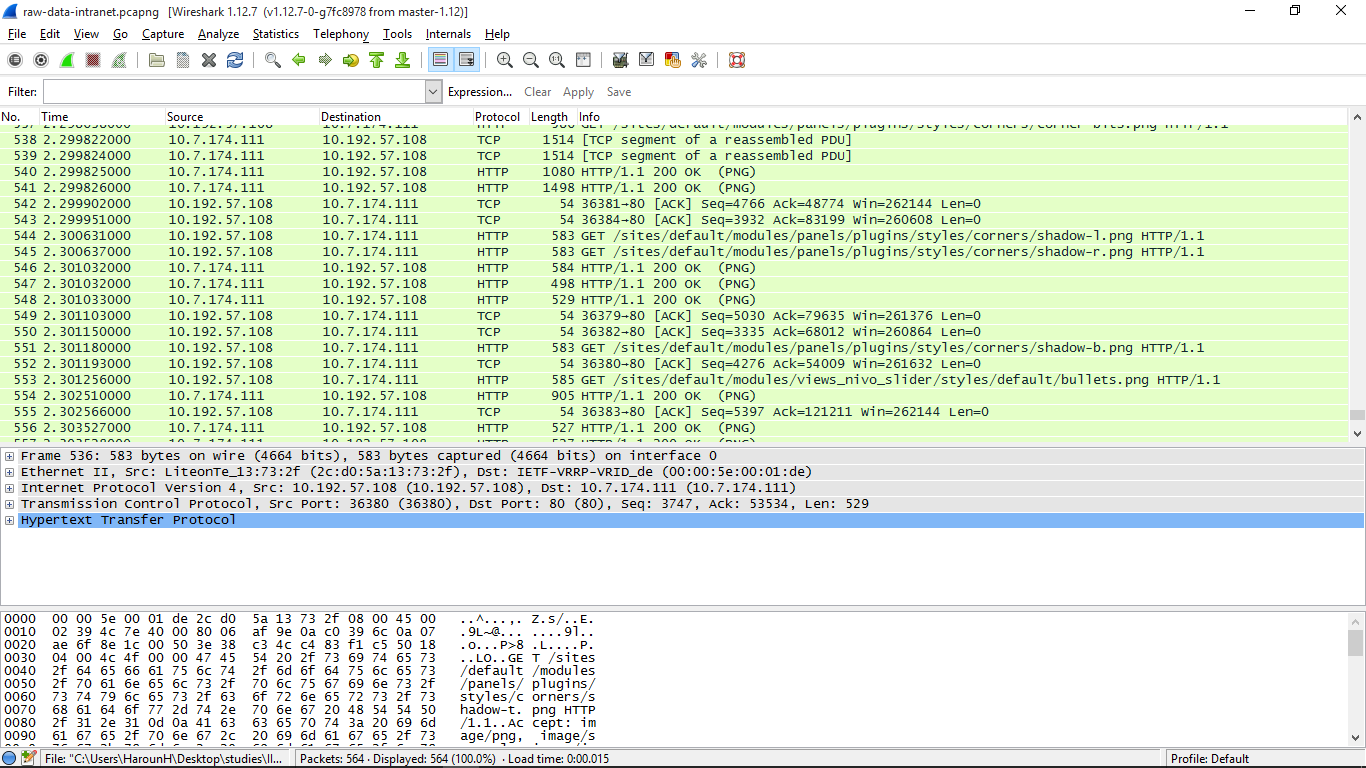 raw-data-intranet.pcapng [Wireshark 1.12.7 (v1.12.7-0-g7fc8978 from master-1.12)]
File Edit View Go Capture Analyze Statistics Telephony Tools Internals Help
Filter: Expression... Clear Apply Save
No. Time Source Destination Protocol Length Info
538 2.299822000 10.7.174.111 10.192.57.108 TCP 1514 [TCP segment of a reassembled PDU]
539 2.299824000 10.7.174.111 10.192.57.108 TCP 1514 [TCP segment of a reassembled PDU]
540 2.299825000 10.7.174.111 10.192.57.108 HTTP 1080 HTTP/1.1 200 OK (PNG)
541 2.299826000 10.7.174.111 10.192.57.108 HTTP 1498 HTTP/1.1 200 OK (PNG)
542 2.299902000 10.192.57.108 10.7.174.111 TCP 54 36381→80 [ACK] Seq=4766 Ack=48774 Win=262144 Len=0
543 2.299951000 10.192.57.108 10.7.174.111 TCP 54 36384→80 [ACK] Seq=3932 Ack=83199 Win=260608 Len=0
544 2.300631000 10.192.57.108 10.7.174.111 HTTP 583 GET /sites/default/modules/panels/plugins/styles/corners/shadow-l.png HTTP/1.1
545 2.300637000 10.192.57.108 10.7.174.111 HTTP 583 GET /sites/default/modules/panels/plugins/styles/corners/shadow-r.png HTTP/1.1
546 2.301032000 10.7.174.111 10.192.57.108 HTTP 584 HTTP/1.1 200 OK (PNG)
547 2.301032000 10.7.174.111 10.192.57.108 HTTP 498 HTTP/1.1 200 OK (PNG)
548 2.301033000 10.7.174.111 10.192.57.108 HTTP 529 HTTP/1.1 200 OK (PNG)
549 2.301103000 10.192.57.108 10.7.174.111 TCP 54 36379→80 [ACK] Seq=5030 Ack=79635 Win=261376 Len=0
550 2.301150000 10.192.57.108 10.7.174.111 TCP 54 36382→80 [ACK] Seq=3335 Ack=68012 Win=260864 Len=0
551 2.301180000 10.192.57.108 10.7.174.111 HTTP 583 GET /sites/default/modules/panels/plugins/styles/corners/shadow-b.png HTTP/1.1
552 2.301193000 10.192.57.108 10.7.174.111 TCP 54 36380→80 [ACK] Seq=4276 Ack=54009 Win=261632 Len=0
553 2.301256000 10.192.57.108 10.7.174.111 HTTP 585 GET /sites/default/modules/views_nivo_slider/styles/default/bullets.png HTTP/1.1
554 2.302510000 10.7.174.111 10.192.57.108 HTTP 905 HTTP/1.1 200 OK (PNG)
555 2.302566000 10.192.57.108 10.7.174.111 TCP 54 36383→80 [ACK] Seq=5397 Ack=121211 Win=262144 Len=0
556 2.303527000 10.7.174.111 10.192.57.108 HTTP 527 HTTP/1.1 200 OK (PNG)
Frame 536: 583 bytes on wire (4664 bits), 583 bytes captured (4664 bits) on interface 0
Ethernet II, Src: LiteonTe_13:73:2f (2c:d0:5a:13:73:2f), Dst: IETF-VRRP-VRID_de (00:00:5e:00:01:de)
Internet Protocol Version 4, Src: 10.192.57.108 (10.192.57.108), Dst: 10.7.174.111 (10.7.174.111)
Transmission Control Protocol, Src Port: 36380 (36380), Dst Port: 80 (80), Seq: 3747, Ack: 53534, Len: 529
Hypertext Transfer Protocol
0000 00 00 5e 00 01 de 2c d0 5a 13 73 2f 08 00 45 00 ..^...,. Z.s/..E.
0010 02 39 4c 7e 40 00 80 06 af 9e 0a c0 39 6c 0a 07 .9L~@... ....9l..
0020 ae 6f 8e 1c 00 50 3e 38 c3 4c c4 83 f1 c5 50 18 .o...P>8 .L....P.
0030 04 00 4c 4f 00 00 47 45 54 20 2f 73 69 74 65 73 ..LO..GE T /sites
0040 2f 64 65 66 61 75 6c 74 2f 6d 6f 64 75 6c 65 73 /default /modules
0050 2f 70 61 6e 65 6c 73 2f 70 6c 75 67 69 6e 73 2f /panels/ plugins/
0060 73 74 79 6c 65 73 2f 63 6f 72 6e 65 72 73 2f 73 styles/c orners/s
0070 68 61 64 6f 77 2d 74 2e 70 6e 67 20 48 54 54 50 hadow-t. png HTTP
0080 2f 31 2e 31 0d 0a 41 63 63 65 70 74 3a 20 69 6d /1.1..Ac cept: im
0090 61 67 65 2f 70 6e 67 2c 20 69 6d 61 67 65 2f 73 age/png, image/s
File: "C:\Users\HarounH\Desktop\studies\II... Packets: 564 · Displayed: 564 (100.0%) · Load time: 0:00.015 Profile: Default